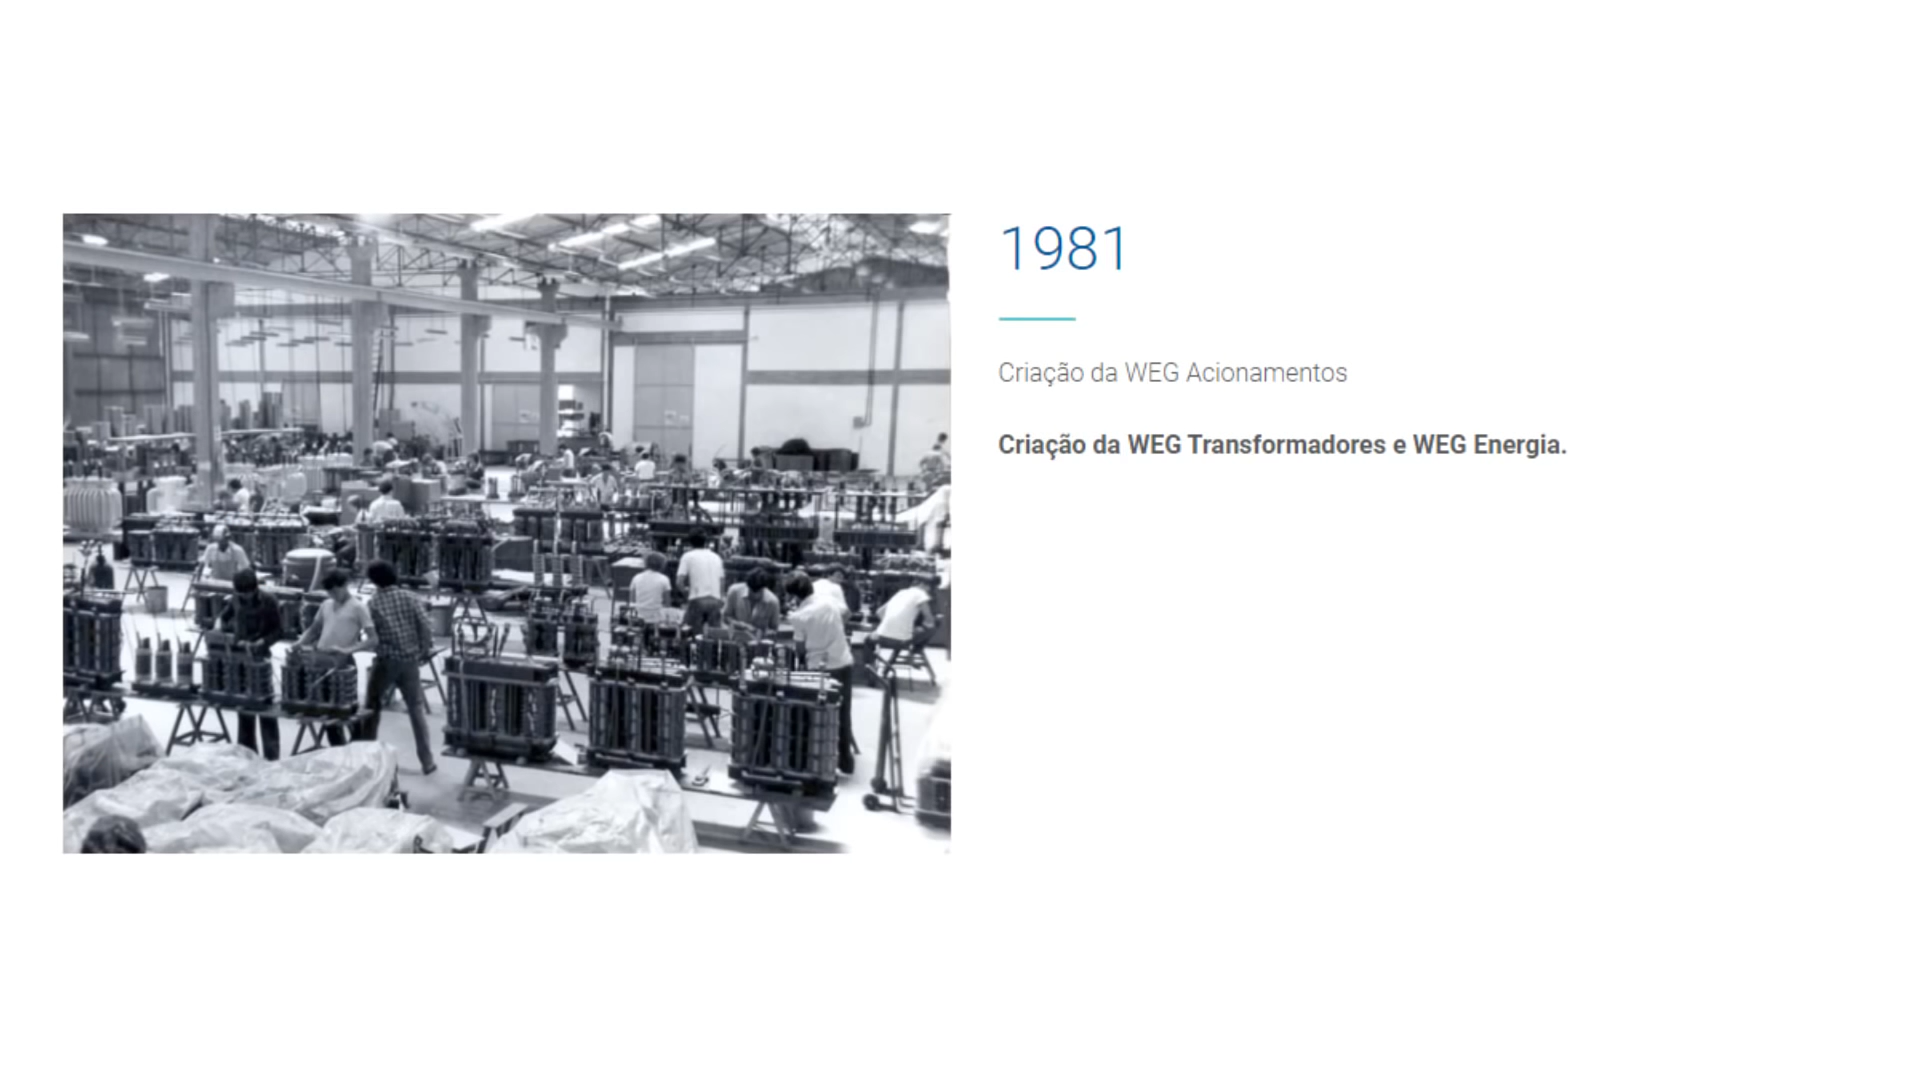 1981
Criação da WEG Acionamentos
Criação da WEG Transformadores e WEG Energia.